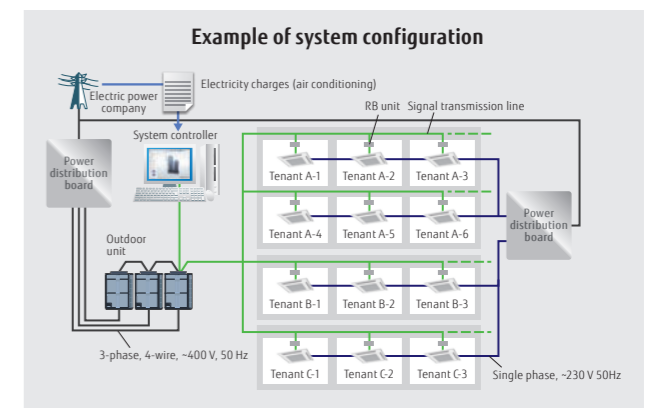 Example of system configuration
Electric power
company
Electricity charges (air conditioning)
RB unit
Signal transmission line
System controller
Power
distribution
board
Tenant A-1
Tenant A-2
Tenant A-3
Tenant A-4
Tenant A-5
Tenant A-6
Power
distribution
board
Outdoor
unit
Tenant B-1
Tenant B-2
Tenant B-3
3-phase, 4-wire, ~400 V, 50 Hz
Tenant C-1
Tenant C-2
Tenant C-3
Single phase, ~230 V 50Hz